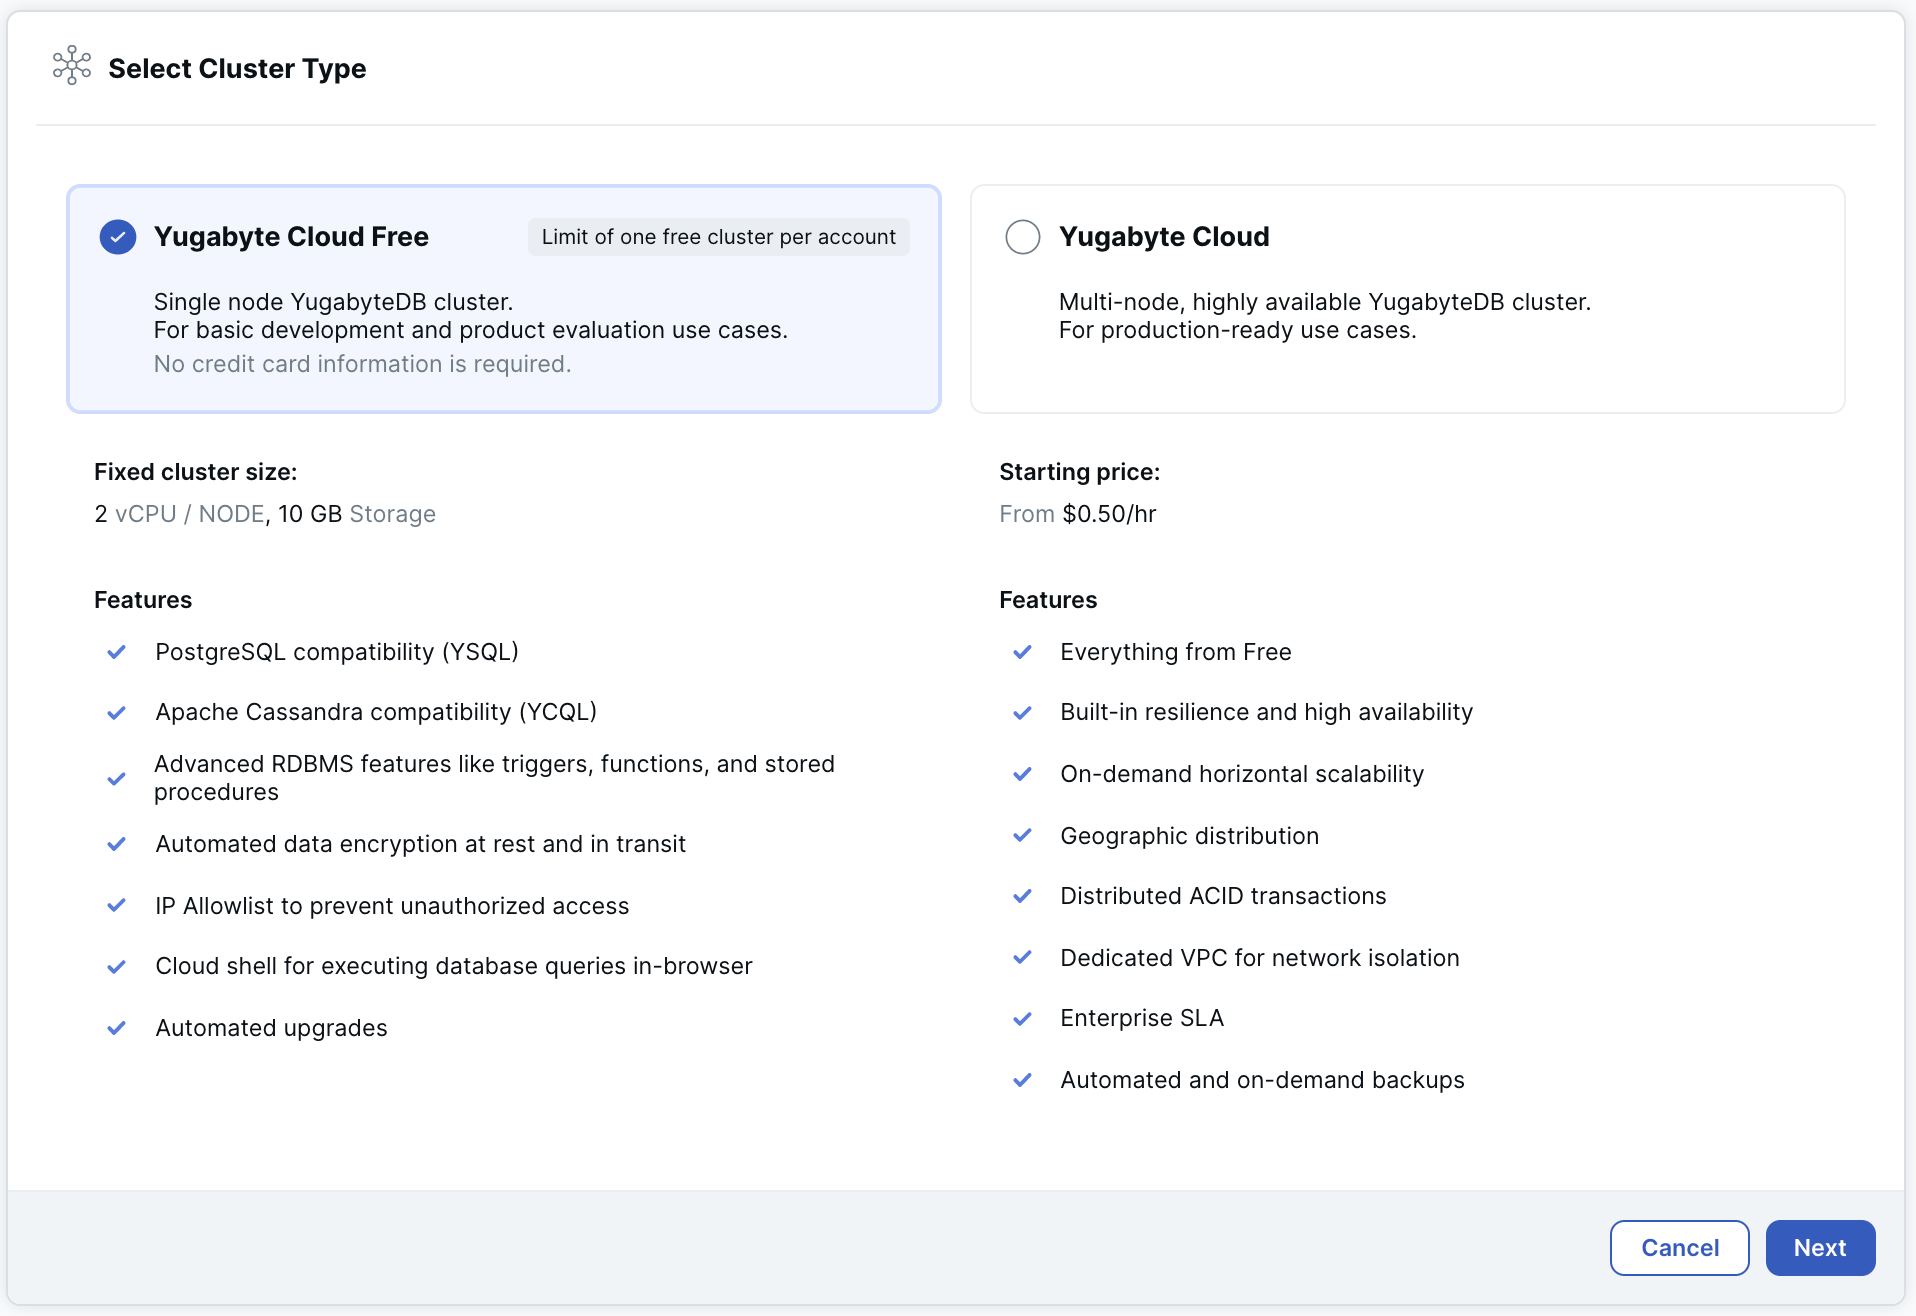 Select Cluster Type
Yugabyte Cloud Free
Limit of one free cluster per account
Single node YugabyteDB cluster.
For basic development and product evaluation use cases.
No credit card information is required.
Yugabyte Cloud
Multi-node, highly available YugabyteDB cluster.
For production-ready use cases.
Fixed cluster size:
2 vCPU / NODE, 10 GB Storage
Features
PostgreSQL compatibility (YSQL)
Apache Cassandra compatibility (YCQL)
Advanced RDBMS features like triggers, functions, and stored
procedures
Automated data encryption at rest and in transit
IP Allowlist to prevent unauthorized access
Cloud shell for executing database queries in-browser
Automated upgrades
Starting price:
From $0.50/hr
Features
Everything from Free
Built-in resilience and high availability
On-demand horizontal scalability
Geographic distribution
Distributed ACID transactions
Dedicated VPC for network isolation
Enterprise SLA
Automated and on-demand backups
Cancel
Next